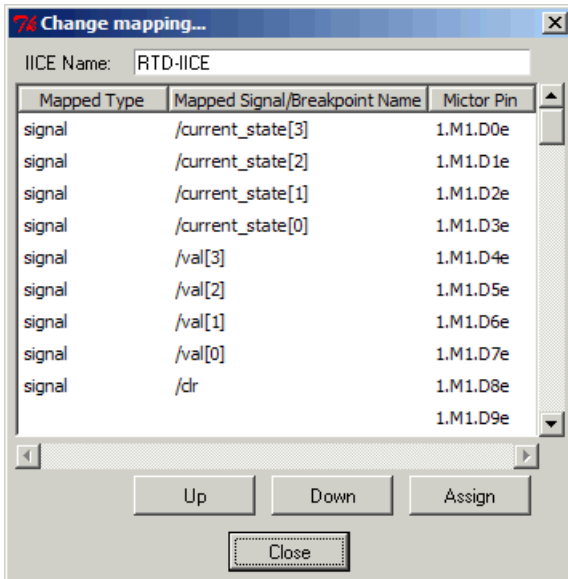 Change mapping...
IICE Name: RTD-IICE
Mapped Type Mapped Signal/Breakpoint Name Mictor Pin
signal /current_state[3] 1.M1.D0e
signal /current_state[2] 1.M1.D1e
signal /current_state[1] 1.M1.D2e
signal /current_state[0] 1.M1.D3e
signal /val[3] 1.M1.D4e
signal /val[2] 1.M1.D5e
signal /val[1] 1.M1.D6e
signal /val[0] 1.M1.D7e
signal /clr 1.M1.D8e
1.M1.D9e
Up Down Assign
Close